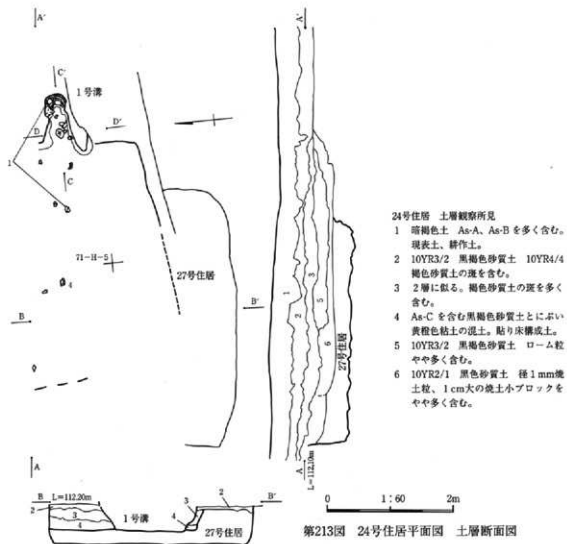 A'
A'
C'
1号溝
D
D'
1
C
27号住居
71-H-5
4
B
B'
1
2
3
5
6
1
27号住居
A
A
L=112.10m
24号住居 土層観察所見
1 暗褐色土 As-A、As-Bを多く含む。
現表土、耕作土。
2 10YR3/2 黒褐色砂質土 10YR4/4
褐色砂質土の斑を含む。
3 2層に似る。褐色砂質土の斑を多く
含む。
4 As-Cを含む黒褐色砂質土とにぶい
黄橙色粘土の混土。貼り床構成土。
5 10YR3/2 黒褐色砂質土 ローム粒
やや多く含む。
6 10YR2/1 黒色砂質土 径1mm焼
土粒、1cm大の焼土小ブロックを
やや多く含む。
B L=112.20m B'
2
3
4
1号溝
3
4
2
27号住居
0 1:60 2m
第213図 24号住居平面図 土層断面図